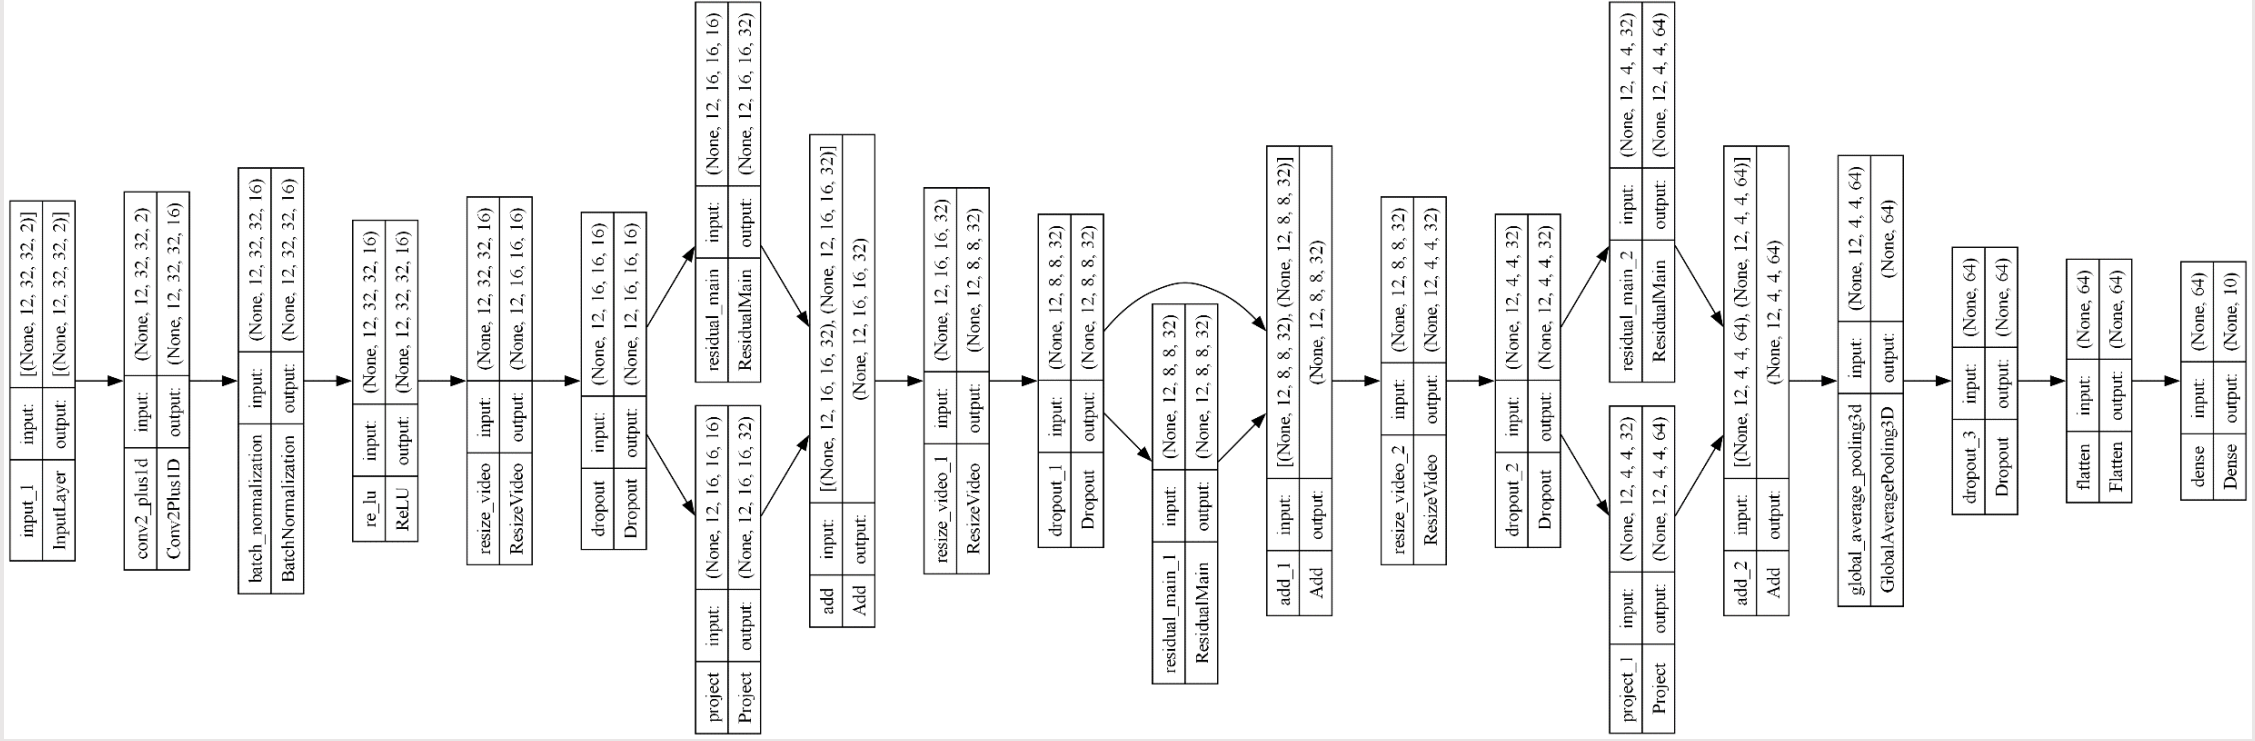 input_1 input: [(None, 12, 32, 32, 2)]
InputLayer output: [(None, 12, 32, 32, 2)]
conv2_plus1d input: (None, 12, 32, 32, 2)
Conv2Plus1D output: (None, 12, 32, 32, 16)
batch_normalization input: (None, 12, 32, 32, 16)
BatchNormalization output: (None, 12, 32, 32, 16)
re_lu input: (None, 12, 32, 32, 16)
ReLU output: (None, 12, 32, 32, 16)
resize_video input: (None, 12, 32, 32, 16)
ResizeVideo output: (None, 12, 16, 16, 16)
dropout input: (None, 12, 16, 16, 16)
Dropout output: (None, 12, 16, 16, 16)
project input: (None, 12, 16, 16, 16)
Project output: (None, 12, 16, 16, 32)
residual_main input: (None, 12, 16, 16, 16)
ResidualMain output: (None, 12, 16, 16, 32)
add input: [(None, 12, 16, 16, 32), (None, 12, 16, 16, 32)]
Add output: (None, 12, 16, 16, 32)
resize_video_1 input: (None, 12, 16, 16, 32)
ResizeVideo output: (None, 12, 8, 8, 32)
dropout_1 input: (None, 12, 8, 8, 32)
Dropout output: (None, 12, 8, 8, 32)
residual_main_1 input: (None, 12, 8, 8, 32)
ResidualMain output: (None, 12, 8, 8, 32)
add_1 input: [(None, 12, 8, 8, 32), (None, 12, 8, 8, 32)]
Add output: (None, 12, 8, 8, 32)
resize_video_2 input: (None, 12, 8, 8, 32)
ResizeVideo output: (None, 12, 4, 4, 32)
dropout_2 input: (None, 12, 4, 4, 32)
Dropout output: (None, 12, 4, 4, 32)
project_1 input: (None, 12, 4, 4, 32)
Project output: (None, 12, 4, 4, 64)
residual_main_2 input: (None, 12, 4, 4, 32)
ResidualMain output: (None, 12, 4, 4, 64)
add_2 input: [(None, 12, 4, 4, 64), (None, 12, 4, 4, 64)]
Add output: (None, 12, 4, 4, 64)
global_average_pooling3d input: (None, 12, 4, 4, 64)
GlobalAveragePooling3D output: (None, 64)
dropout_3 input: (None, 64)
Dropout output: (None, 64)
flatten input: (None, 64)
Flatten output: (None, 64)
dense input: (None, 64)
Dense output: (None, 10)